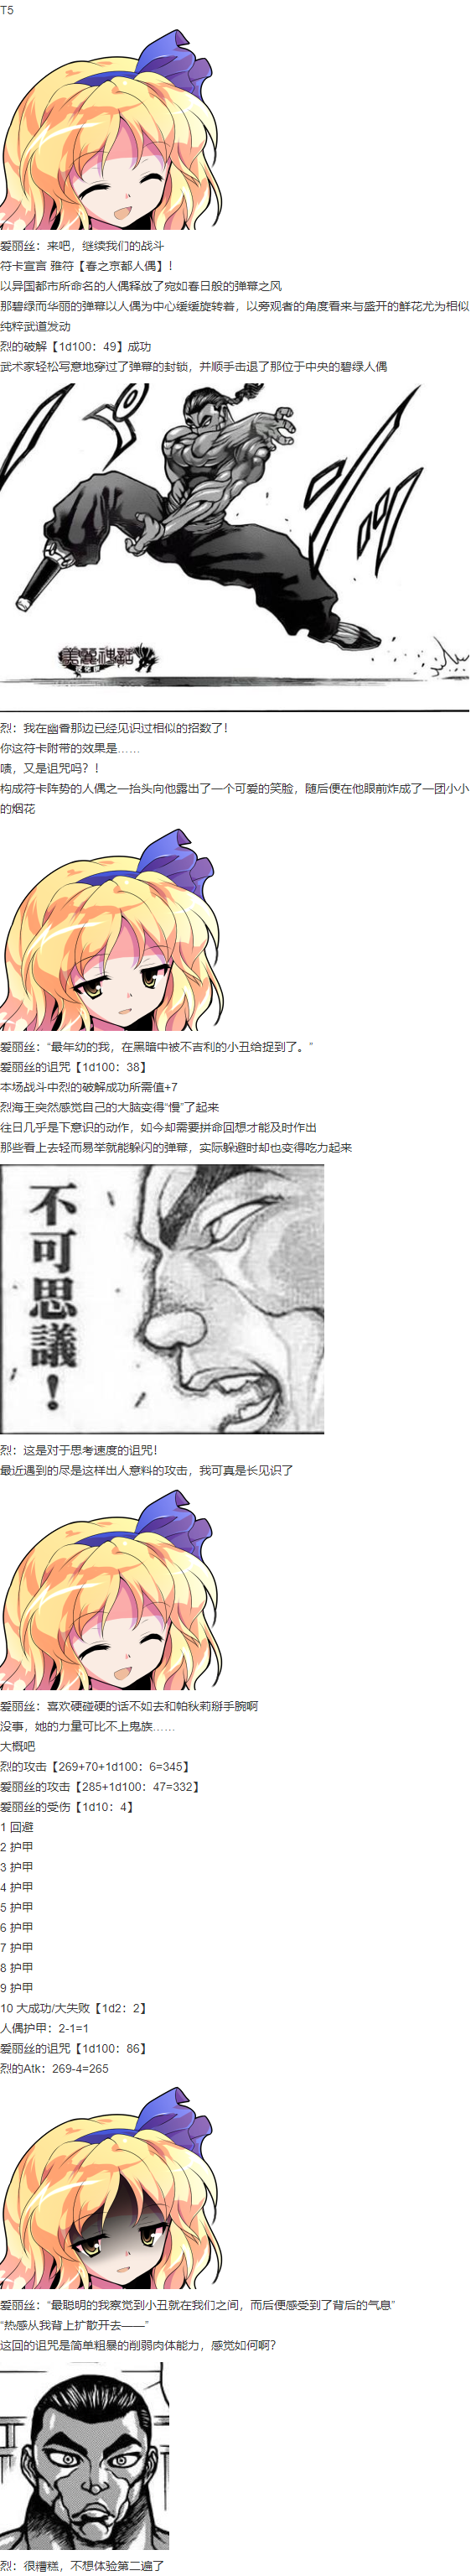 T5
爱丽丝：来吧，继续我们的战斗
符卡宣言 雅符【春之京都人偶】！
以异国都市所命名的人偶释放了宛如春日般的弹幕之风
那碧绿而华丽的弹幕以人偶为中心缓缓旋转着，以旁观者的角度看来与盛开的鲜花尤为相似
纯粹武道发动
烈的破解【1d100：49】成功
武术家轻松写意地穿过了弹幕的封锁，并顺手击退了那位于中央的碧绿人偶
美丽神話
烈：我在幽香那边已经见识过相似的招数了！
你这符卡附带的效果是……
啧，又是诅咒吗？！
构成符卡阵势的人偶之一抬头向他露出了一个可爱的笑脸，随后便在他眼前炸成了一团小小
的烟花
爱丽丝：“最年幼的我，在黑暗中被不吉利的小丑给捉到了。”
爱丽丝的诅咒【1d100：38】
本场战斗中烈的破解成功所需值+7
烈海王突然感觉自己的大脑变得“慢”了起来
往日几乎是下意识的动作，如今却需要拼命回想才能及时作出
那些看上去轻而易举就能躲闪的弹幕，实际躲避时却也变得吃力起来
不可思議！
烈：这是对于思考速度的诅咒！
最近遇到的尽是这样出人意料的攻击，我可真是长见识了
爱丽丝：喜欢硬碰硬的话不如去和帕秋莉掰手腕啊
没事，她的力量可比不上鬼族……
大概吧
烈的攻击【269+70+1d100：6=345】
爱丽丝的攻击【285+1d100：47=332】
爱丽丝的受伤【1d10：4】
1 回避
2 护甲
3 护甲
4 护甲
5 护甲
6 护甲
7 护甲
8 护甲
9 护甲
10 大成功/大失败【1d2：2】
人偶护甲：2-1=1
爱丽丝的诅咒【1d100：86】
烈的Atk：269-4=265
爱丽丝：“最聪明的我察觉到小丑就在我们之间，而后便感受到了背后的气息”
“热感从我背上扩散开去——”
这回的诅咒是简单粗暴的削弱肉体能力，感觉如何啊？
烈：很糟糕，不想体验第二遍了